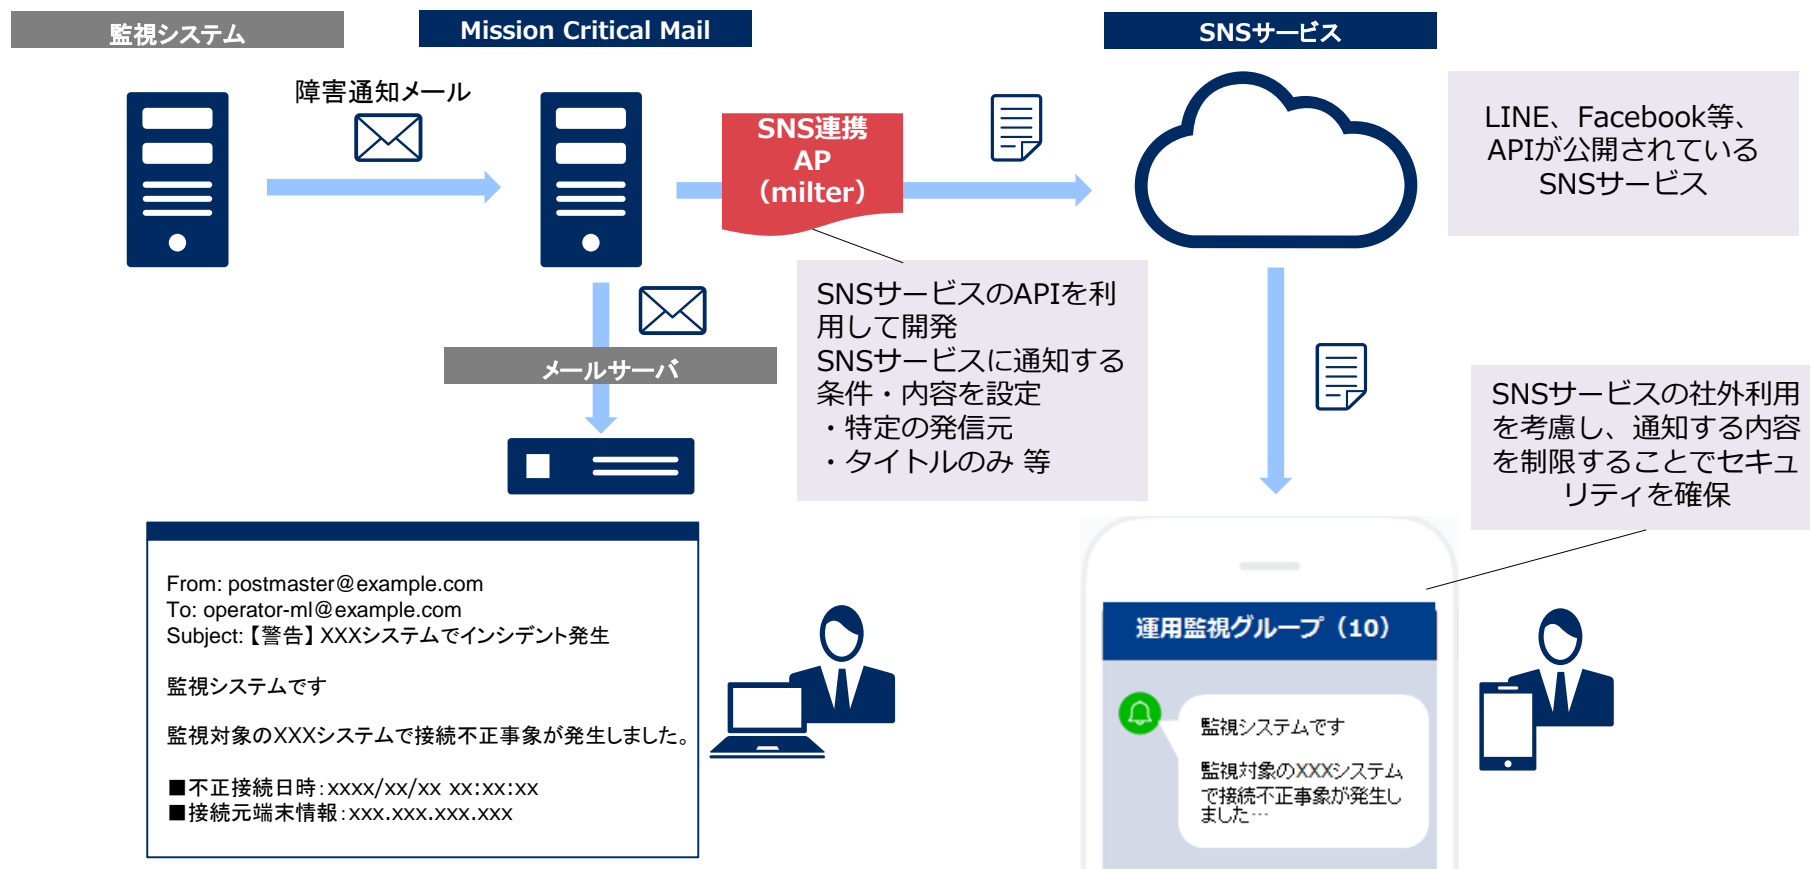 監視システム
Mission Critical Mail
SNSサービス
障害通知メール
SNS連携
AP
（milter）
LINE、Facebook等、
APIが公開されている
SNSサービス
SNSサービスのAPIを利
用して開発
SNSサービスに通知する
条件・内容を設定
・特定の発信元
・タイトルのみ 等
メールサーバ
SNSサービスの社外利用
を考慮し、通知する内容
を制限することでセキュ
リティを確保
From: postmaster@example.com
To: operator-ml@example.com
Subject:【警告】XXXシステムでインシデント発生
監視システムです
監視対象のXXXシステムで接続不正事象が発生しました。
■不正接続日時：xxxx/xx/xx xx:xx:xx
■接続元端末情報：xxx.xxx.xxx.xxx
運用監視グループ（10）
監視システムです
監視対象のXXXシステム
で接続不正事象が発生し
ました…